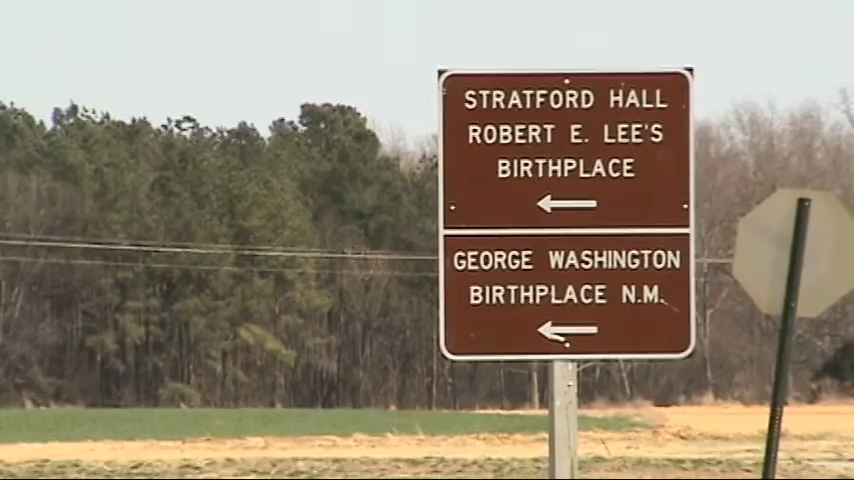 STRATFORD HALL
ROBERT E. LEE'S
BIRTHPLACE
GEORGE WASHINGTON
BIRTHPLACE N.M.